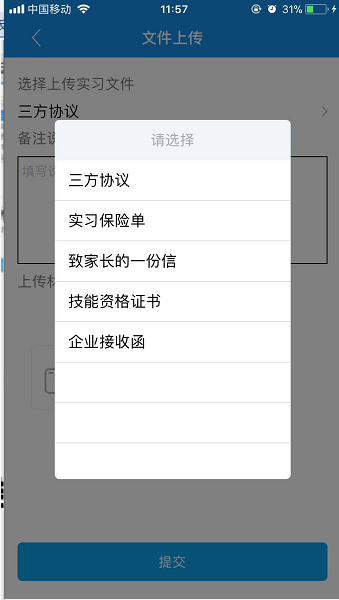 中国移动 11:57 31%
文件上传
选择上传实习文件
三方协议
备注说
请选择
填写说
三方协议
实习保险单
致家长的一份信
技能资格证书
企业接收函
上传材
提交